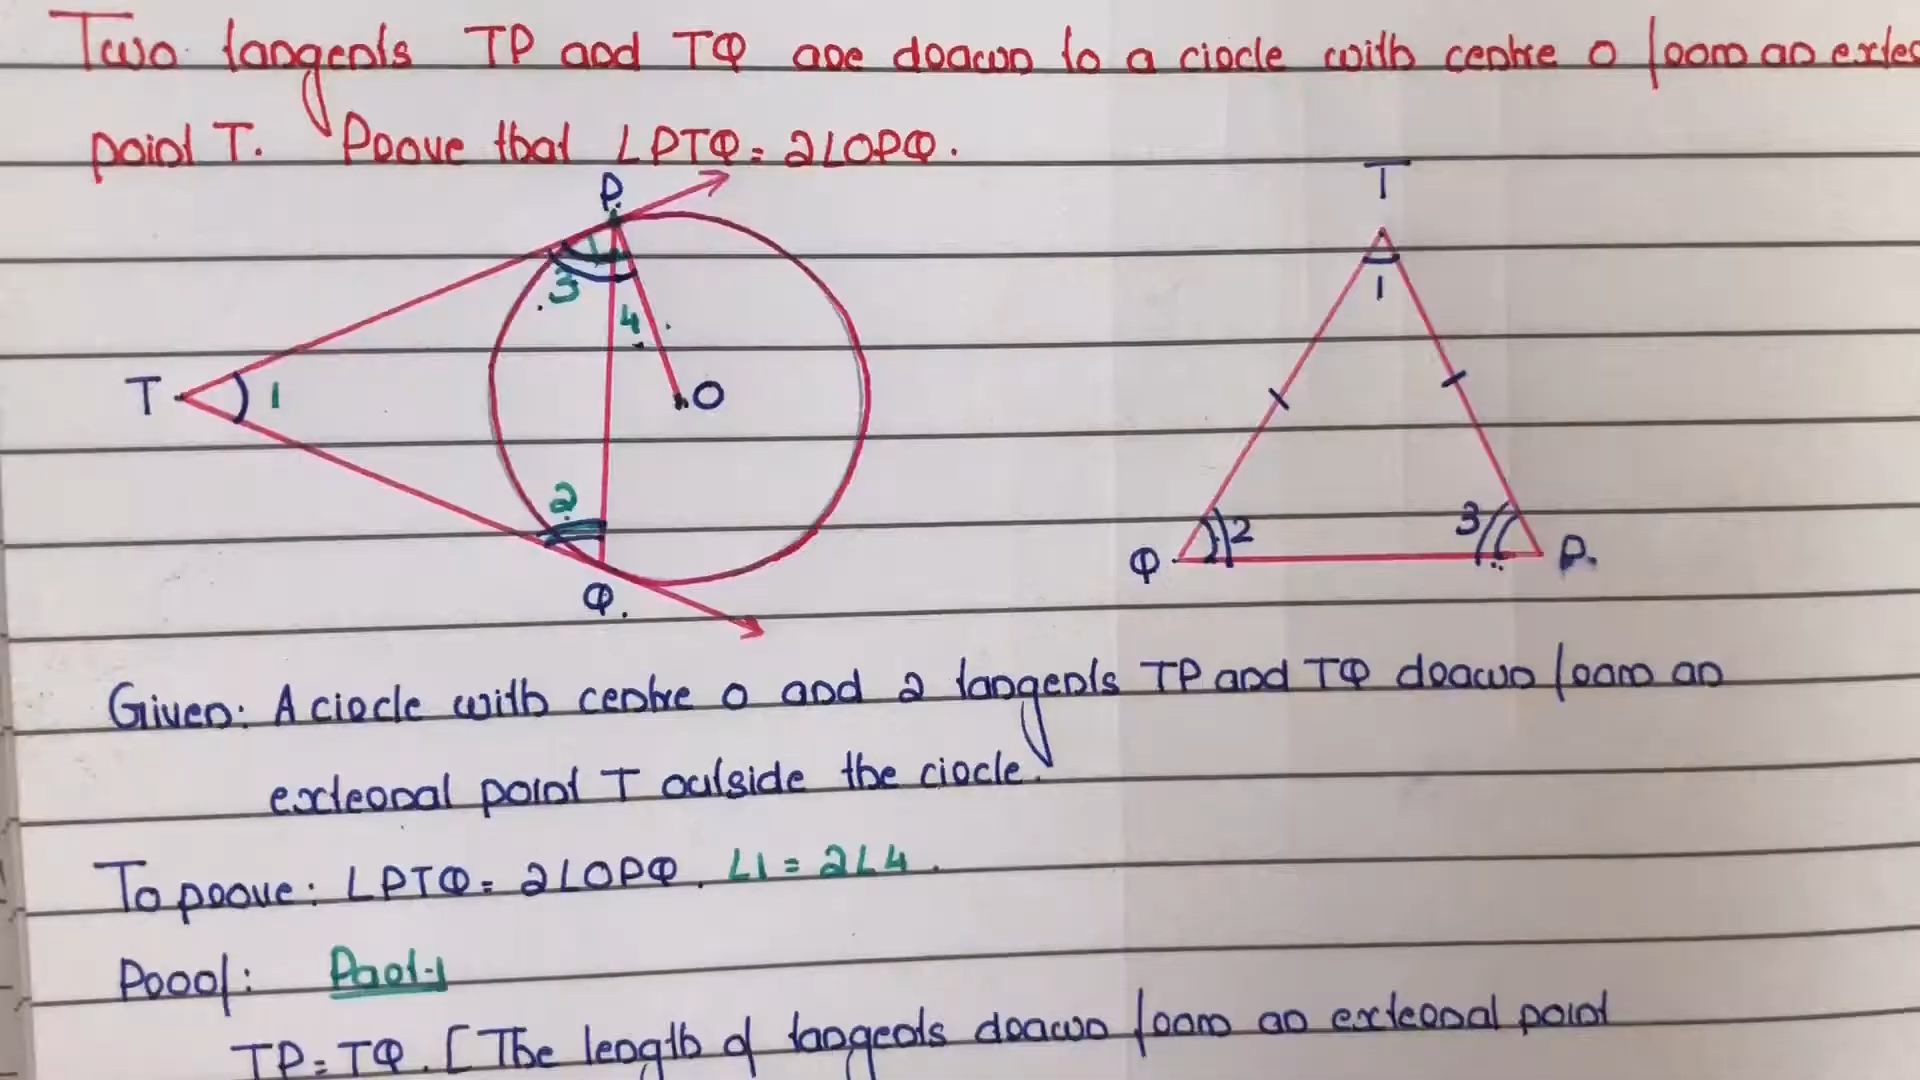 Two tangents TP and TQ are drawn to a circle with centre O from an exter
point T. Prove that ∠PTQ = 2∠OPQ.
P.
T
3
1
4
T
1
O
2
2
3
Q
P.
Q.
Given: A circle with centre O and 2 tangents TP and TQ drawn from an
external point T outside the circle.
To prove: ∠PTQ = 2∠OPQ. ∠1 = 2∠4.
Proof: Part-1
TP = TQ. [The length of tangents drawn from an external point